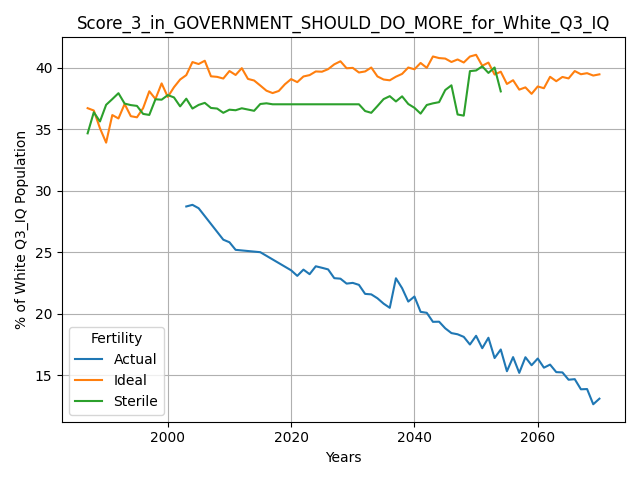 Score_3_in_GOVERNMENT_SHOULD_DO_MORE_for_White_Q3_IQ
% of White Q3_IQ Population
40
35
30
25
20
15
Fertility
Actual
Ideal
Sterile
2000
2020
2040
2060
Years